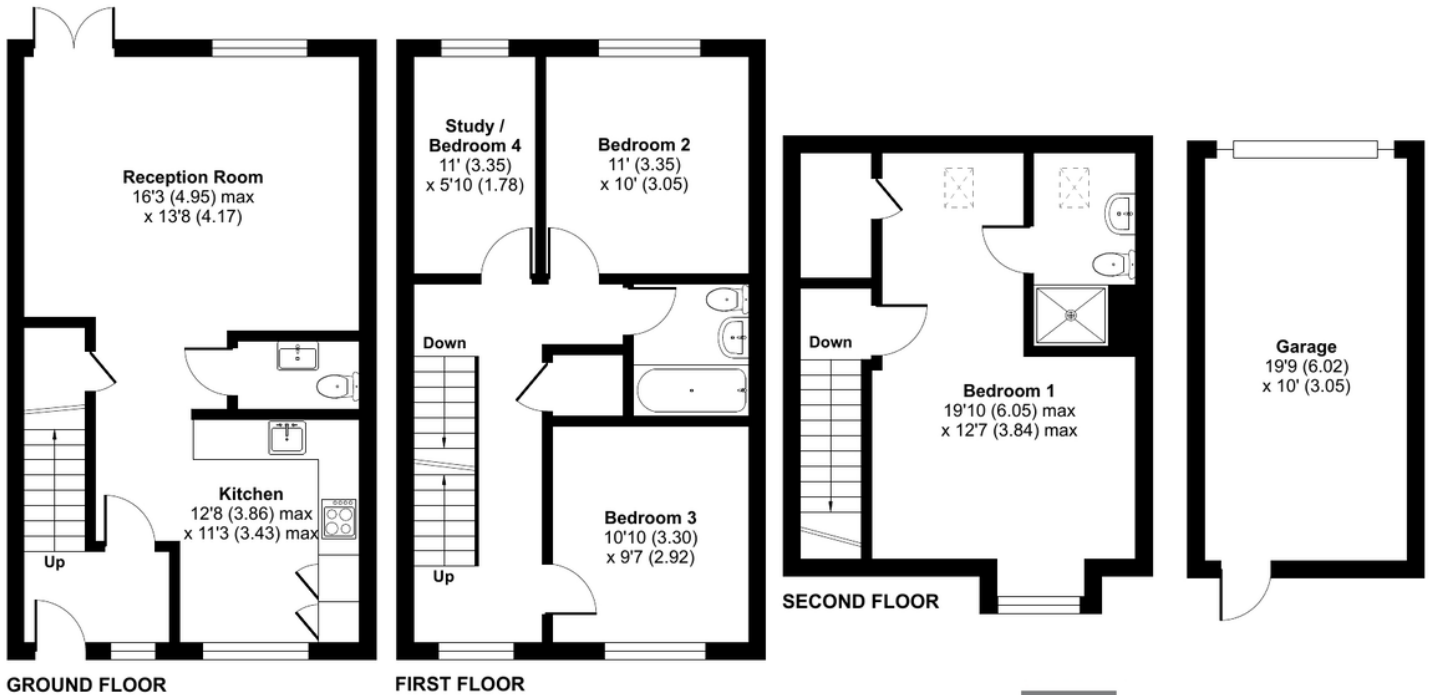 Reception Room
16'3 (4.95) max
x 13'8 (4.17)
Kitchen
12'8 (3.86) max
x 11'3 (3.43) max
Up
GROUND FLOOR
Study /
Bedroom 4
11' (3.35)
x 5'10 (1.78)
Bedroom 2
11' (3.35)
x 10' (3.05)
Down
Bedroom 3
10'10 (3.30)
x 9'7 (2.92)
Up
FIRST FLOOR
Down
Bedroom 1
19'10 (6.05) max
x 12'7 (3.84) max
SECOND FLOOR
Garage
19'9 (6.02)
x 10' (3.05)